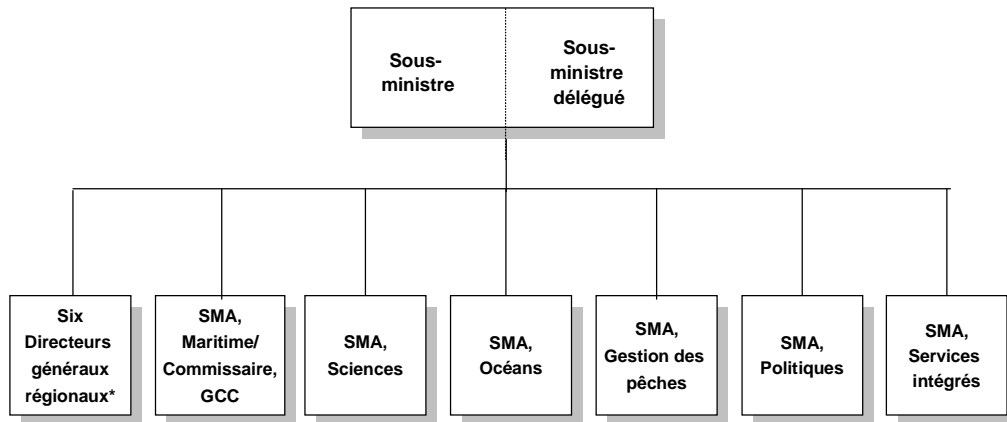 Sous-
ministre
Sous-
ministre
délégué
Six
Directeurs
généraux
régionaux*
SMA,
Maritime/
Commissaire,
GCC
SMA,
Sciences
SMA,
Océans
SMA,
Gestion des
pêches
SMA,
Politiques
SMA,
Services
intégrés